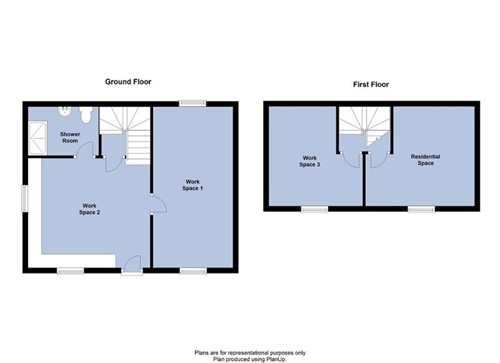 Ground Floor
First Floor
Shower
Room
Work
Space 1
Work
Space 2
Work
Space 3
Residential
Space
Plans are for representational purposes only
Plan produced using PlanUp.